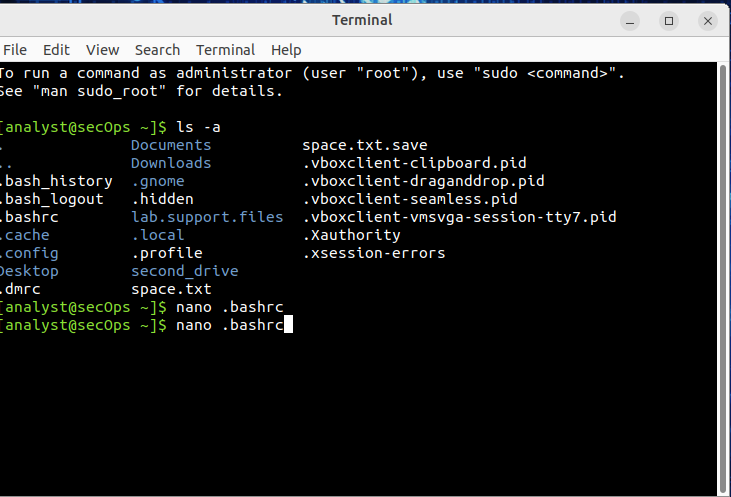 Terminal
File Edit View Search Terminal Help
To run a command as administrator (user "root"), use "sudo <command>".
See "man sudo_root" for details.
[analyst@secOps ~]$ ls -a
. Documents space.txt.save
.. Downloads .vboxclient-clipboard.pid
.bash_history .gnome .vboxclient-draganddrop.pid
.bash_logout .hidden .vboxclient-seamless.pid
.bashrc lab.support.files .vboxclient-vmsvga-session-tty7.pid
.cache .local .Xauthority
.config .profile .xsession-errors
Desktop second_drive
.dmrc space.txt
[analyst@secOps ~]$ nano .bashrc
[analyst@secOps ~]$ nano .bashrc